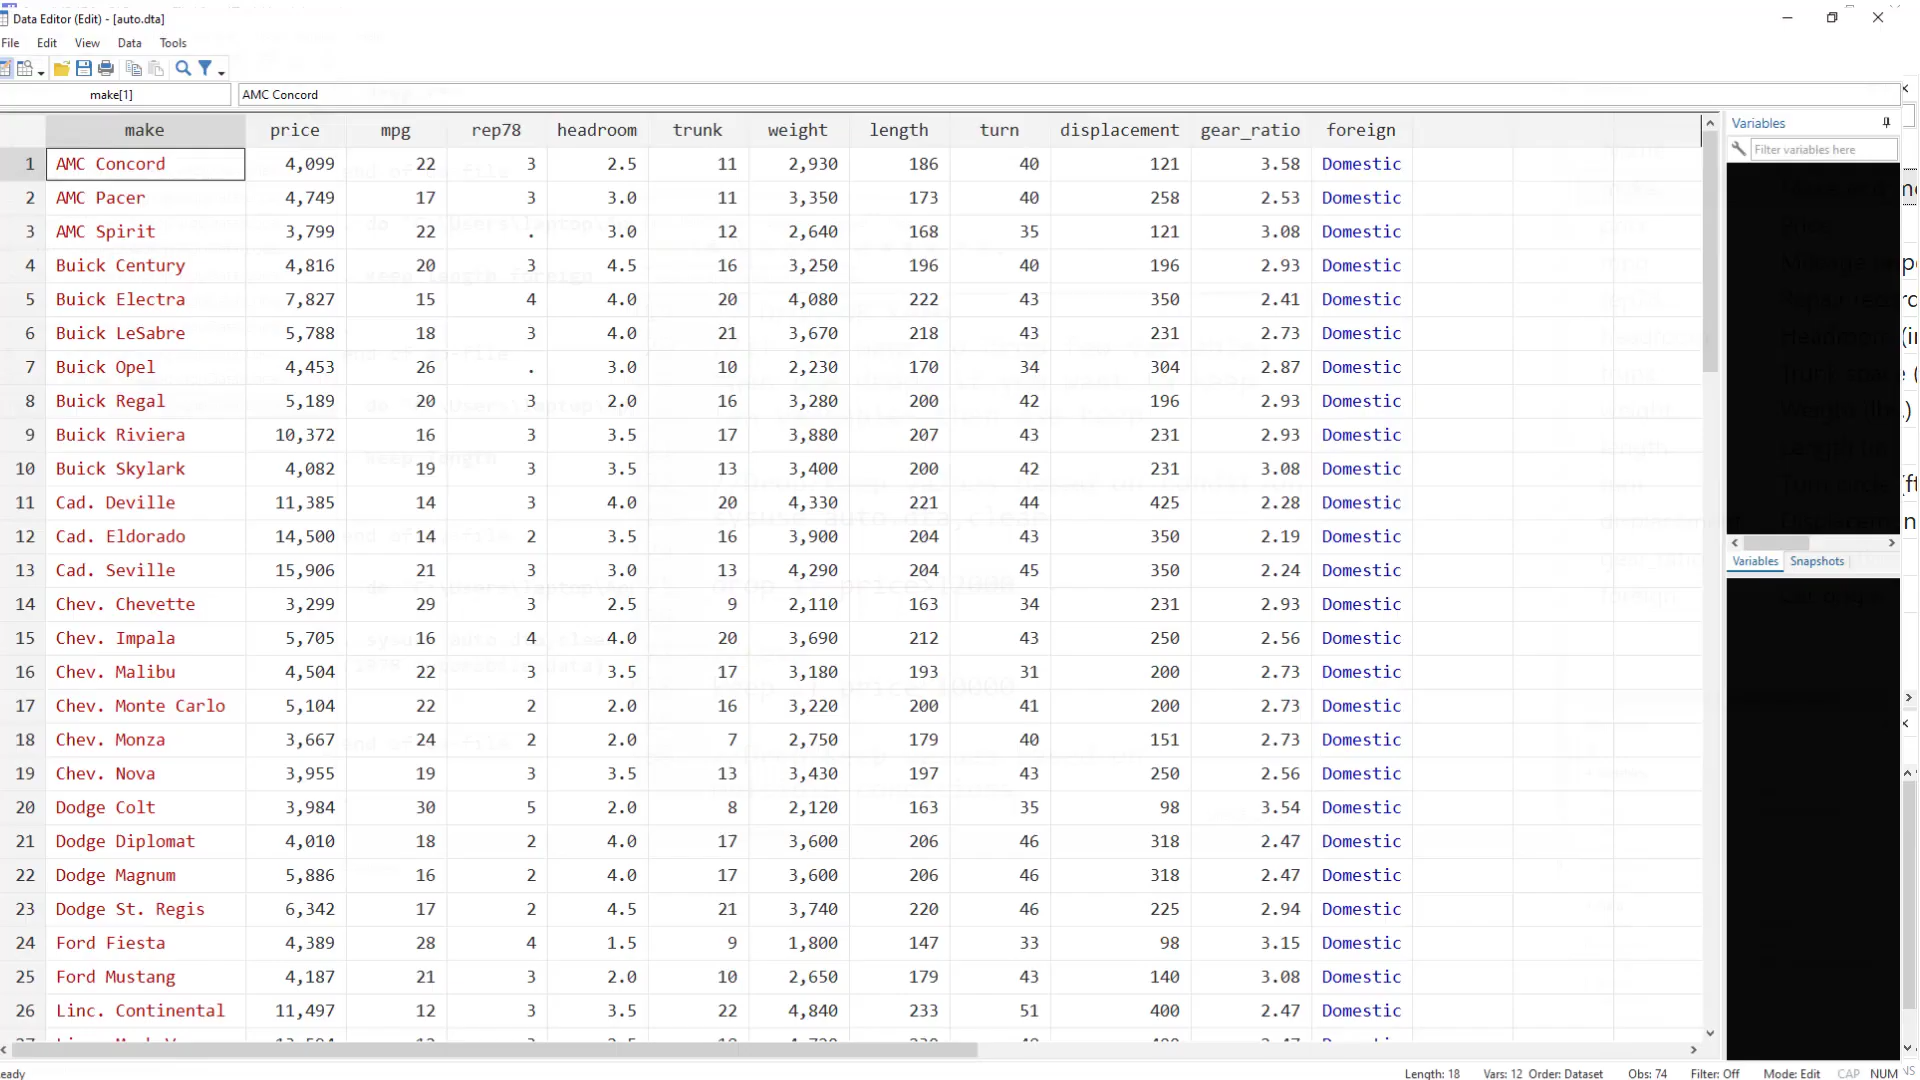 Data Editor (Edit) - [auto.dta]
File Edit View Data Tools
make[1] AMC Concord
make price mpg rep78 headroom trunk weight length turn displacement gear_ratio foreign
1 AMC Concord 4,099 22 3 2.5 11 2,930 186 40 121 3.58 Domestic
2 AMC Pacer 4,749 17 3 3.0 11 3,350 173 40 258 2.53 Domestic
3 AMC Spirit 3,799 22 . 3.0 12 2,640 168 35 121 3.08 Domestic
4 Buick Century 4,816 20 3 4.5 16 3,250 196 40 196 2.93 Domestic
5 Buick Electra 7,827 15 4 4.0 20 4,080 222 43 350 2.41 Domestic
6 Buick LeSabre 5,788 18 3 4.0 21 3,670 218 43 231 2.73 Domestic
7 Buick Opel 4,453 26 . 3.0 10 2,230 170 34 304 2.87 Domestic
8 Buick Regal 5,189 20 3 2.0 16 3,280 200 42 196 2.93 Domestic
9 Buick Riviera 10,372 16 3 3.5 17 3,880 207 43 231 2.93 Domestic
10 Buick Skylark 4,082 19 3 3.5 13 3,400 200 42 231 3.08 Domestic
11 Cad. Deville 11,385 14 3 4.0 20 4,330 221 44 425 2.28 Domestic
12 Cad. Eldorado 14,500 14 2 3.5 16 3,900 204 43 350 2.19 Domestic
13 Cad. Seville 15,906 21 3 3.0 13 4,290 204 45 350 2.24 Domestic
14 Chev. Chevette 3,299 29 3 2.5 9 2,110 163 34 231 2.93 Domestic
15 Chev. Impala 5,705 16 4 4.0 20 3,690 212 43 250 2.56 Domestic
16 Chev. Malibu 4,504 22 3 3.5 17 3,180 193 31 200 2.73 Domestic
17 Chev. Monte Carlo 5,104 22 2 2.0 16 3,220 200 41 200 2.73 Domestic
18 Chev. Monza 3,667 24 2 2.0 7 2,750 179 40 151 2.73 Domestic
19 Chev. Nova 3,955 19 3 3.5 13 3,430 197 43 250 2.56 Domestic
20 Dodge Colt 3,984 30 5 2.0 8 2,120 163 35 98 3.54 Domestic
21 Dodge Diplomat 4,010 18 2 4.0 17 3,600 206 46 318 2.47 Domestic
22 Dodge Magnum 5,886 16 2 4.0 17 3,600 206 46 318 2.47 Domestic
23 Dodge St. Regis 6,342 17 2 4.5 21 3,740 220 46 225 2.94 Domestic
24 Ford Fiesta 4,389 28 4 1.5 9 1,800 147 33 98 3.15 Domestic
25 Ford Mustang 4,187 21 3 2.0 10 2,650 179 43 140 3.08 Domestic
26 Linc. Continental 11,497 12 3 3.5 22 4,840 233 51 400 2.47 Domestic
Variables
Filter variables here
Variables Snapshots
eady Length: 18 Vars: 12 Order: Dataset Obs: 74 Filter: Off Mode: Edit CAP NUM